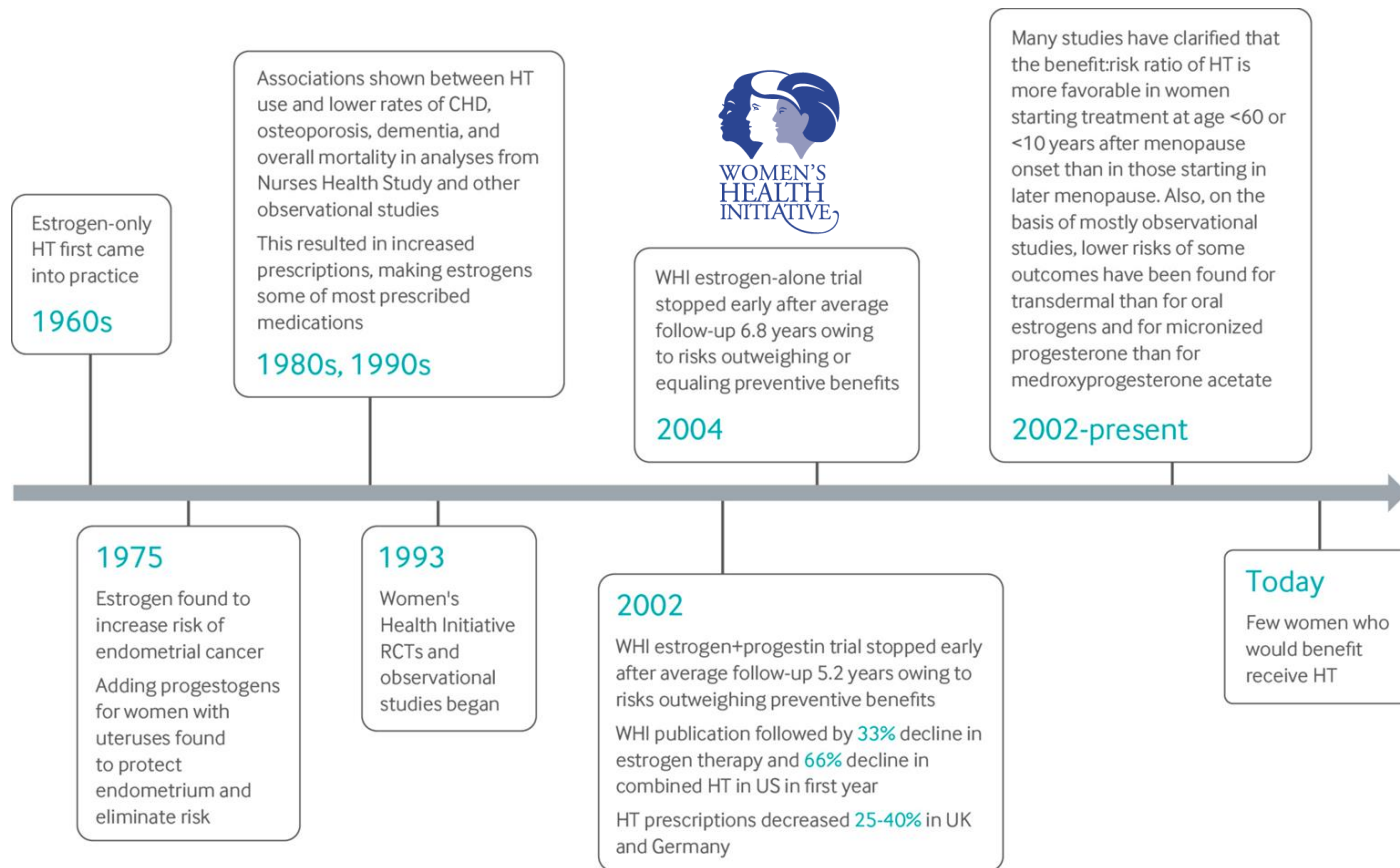 Estrogen-only
HT first came
into practice
1960s
1975
Estrogen found to
increase risk of
endometrial cancer
Adding progestogens
for women with
uteruses found
to protect
endometrium and
eliminate risk
Associations shown between HT
use and lower rates of CHD,
osteoporosis, dementia, and
overall mortality in analyses from
Nurses Health Study and other
observational studies
This resulted in increased
prescriptions, making estrogens
some of most prescribed
medications
1980s, 1990s
1993
Women's
Health Initiative
RCTs and
observational
studies began
WOMEN'S
HEALTH
INITIATIVE
2002
WHI estrogen+progestin trial stopped early
after average follow-up 5.2 years owing to
risks outweighing preventive benefits
WHI publication followed by 33% decline in
estrogen therapy and 66% decline in
combined HT in US in first year
HT prescriptions decreased 25-40% in UK
and Germany
WHI estrogen-alone trial
stopped early after average
follow-up 6.8 years owing
to risks outweighing or
equaling preventive benefits
2004
Many studies have clarified that
the benefit:risk ratio of HT is
more favorable in women
starting treatment at age <60 or
<10 years after menopause
onset than in those starting in
later menopause. Also, on the
basis of mostly observational
studies, lower risks of some
outcomes have been found for
transdermal than for oral
estrogens and for micronized
progesterone than for
medroxyprogesterone acetate
2002-present
Today
Few women who
would benefit
receive HT